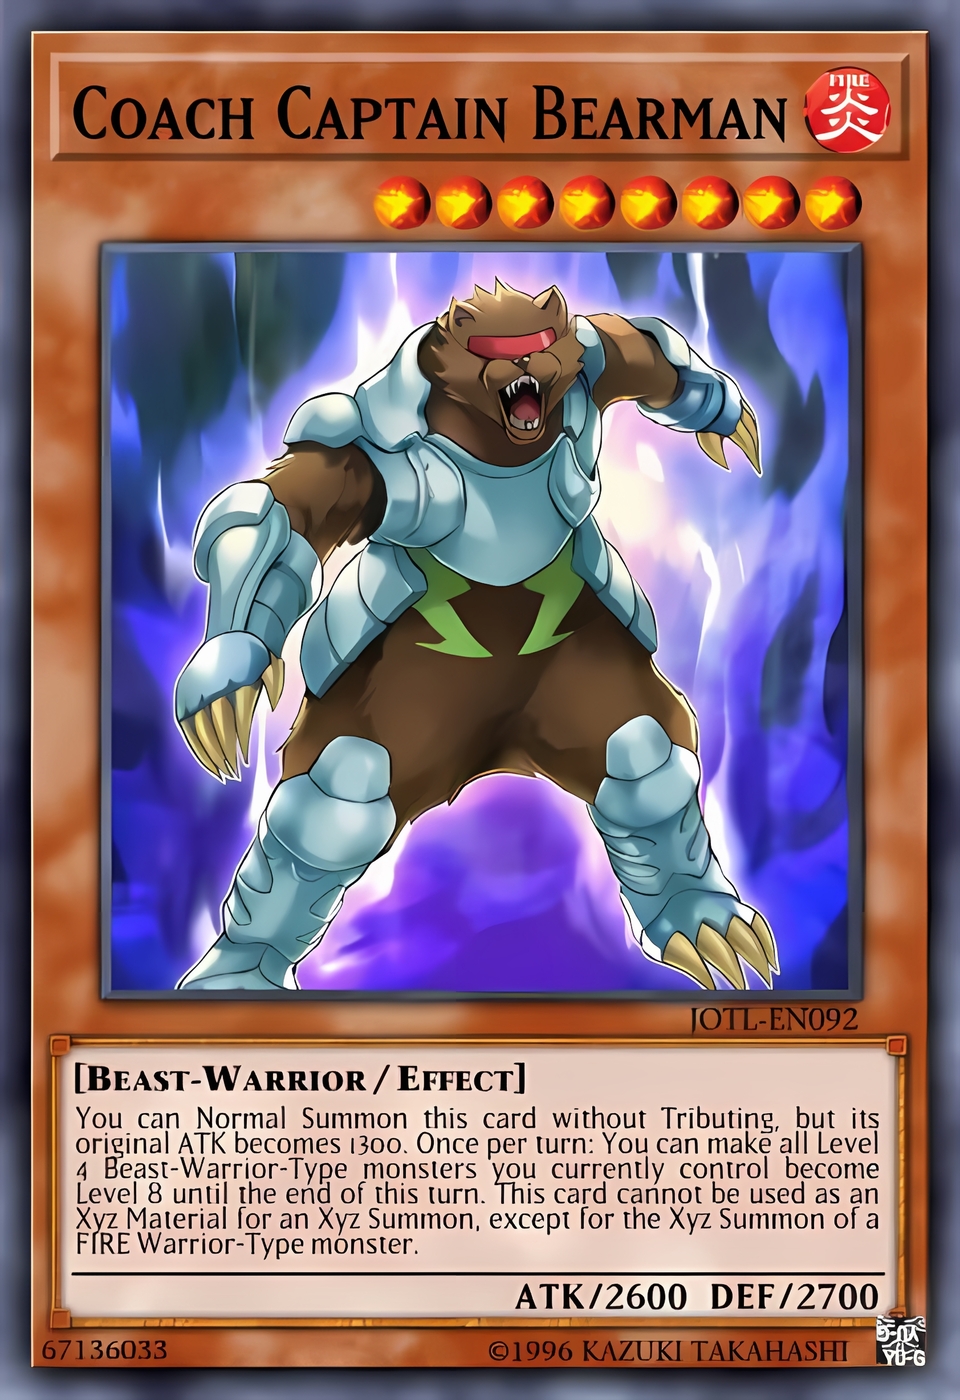 COACH CAPTAIN BEARMAN
FIRE
炎
JOTL-EN092
[BEAST-WARRIOR / EFFECT]
You can Normal Summon this card without Tributing, but its
original ATK becomes 1300. Once per turn: You can make all Level
4 Beast-Warrior-Type monsters you currently control become
Level 8 until the end of this turn. This card cannot be used as an
Xyz Material for an Xyz Summon, except for the Xyz Summon of a
FIRE Warrior-Type monster.
ATK/2600 DEF/2700
67136033
©1996 KAZUKI TAKAHASHI